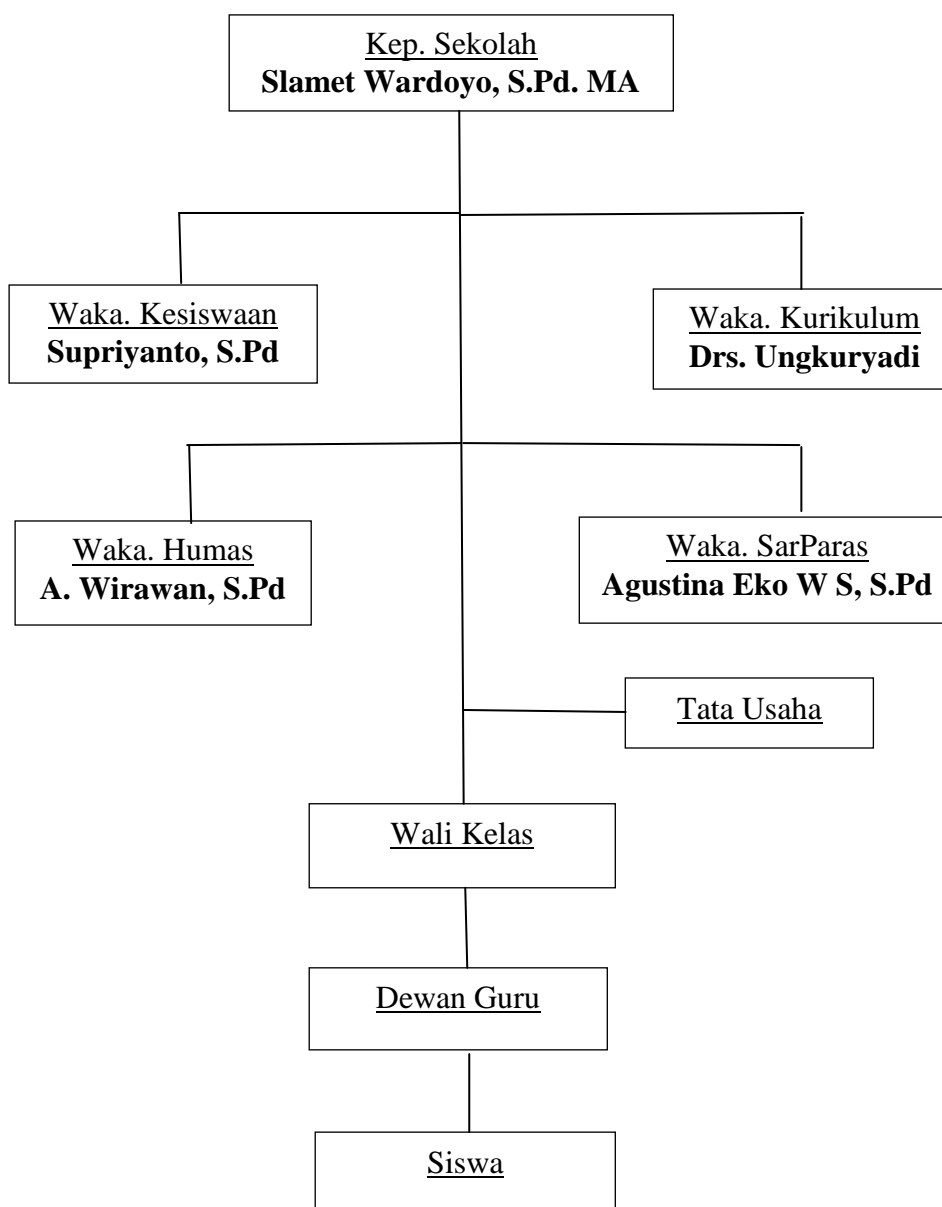 Kep. Sekolah
Slamet Wardoyo, S.Pd. MA
Waka. Kesiswaan
Supriyanto, S.Pd
Waka. Kurikulum
Drs. Ungkuryadi
Waka. Humas
A. Wirawan, S.Pd
Waka. SarParas
Agustina Eko W S, S.Pd
Tata Usaha
Wali Kelas
Dewan Guru
Siswa